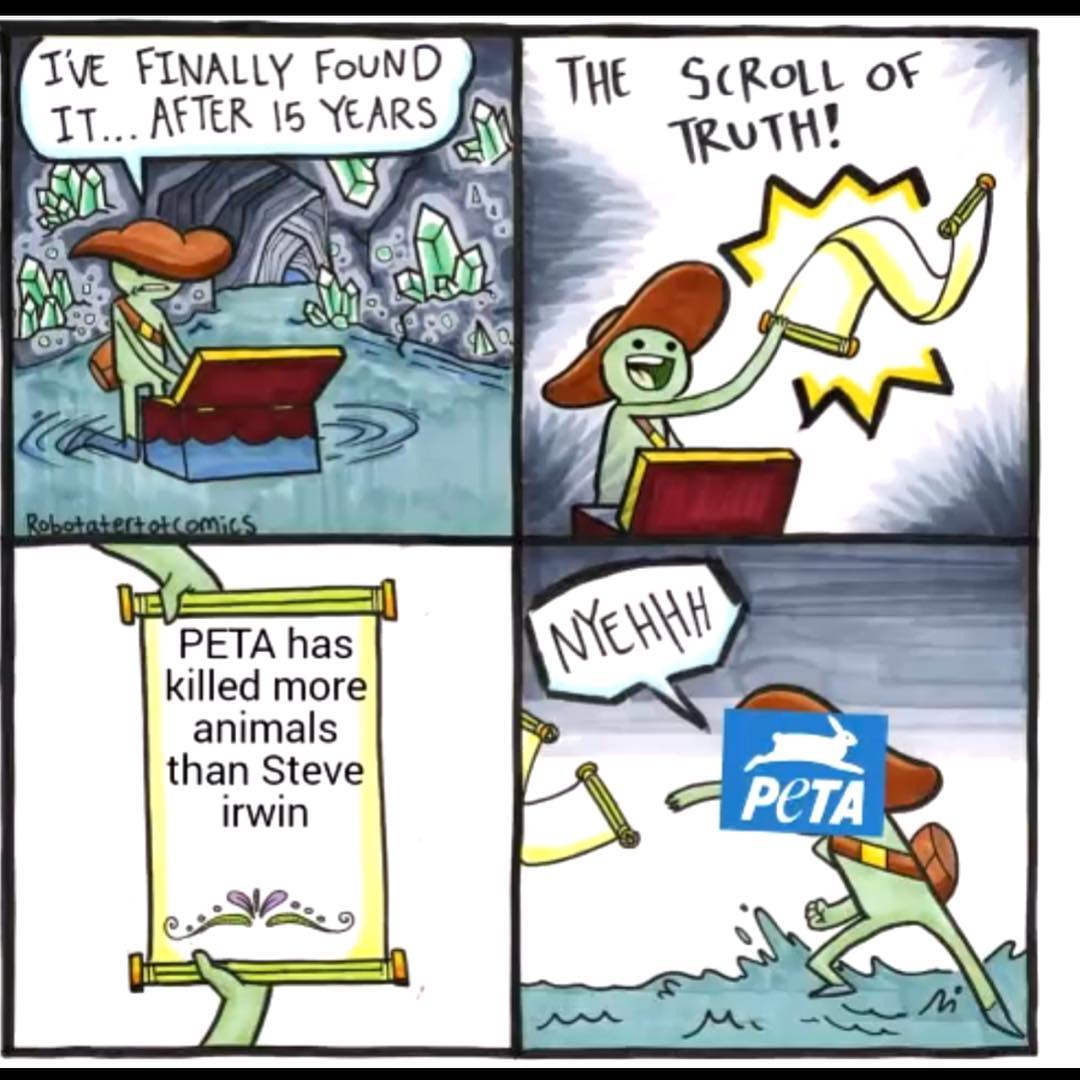 I'VE FINALLY FOUND
IT... AFTER 15 YEARS
Robotatertotcomics
THE SCROLL OF
TRUTH!
PETA has
killed more
animals
than Steve
irwin
NYEHHH
PeTA